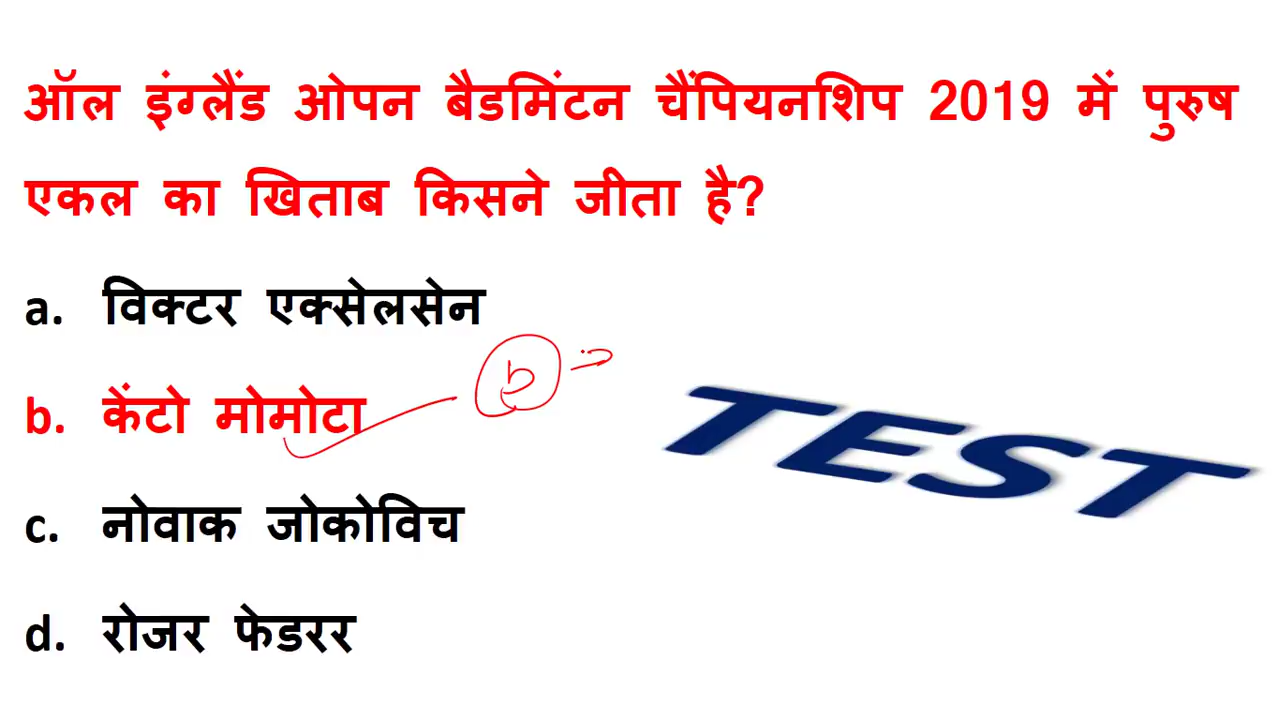 ऑल इंग्लैंड ओपन बैडमिंटन चैंपियनशिप 2019 में पुरुष
एकल का खिताब किसने जीता है?
a. विक्टर एक्सेलसेन
b. केंटो मोमोटा
b
c. नोवाक जोकोविच
d. रोजर फेडरर
TEST